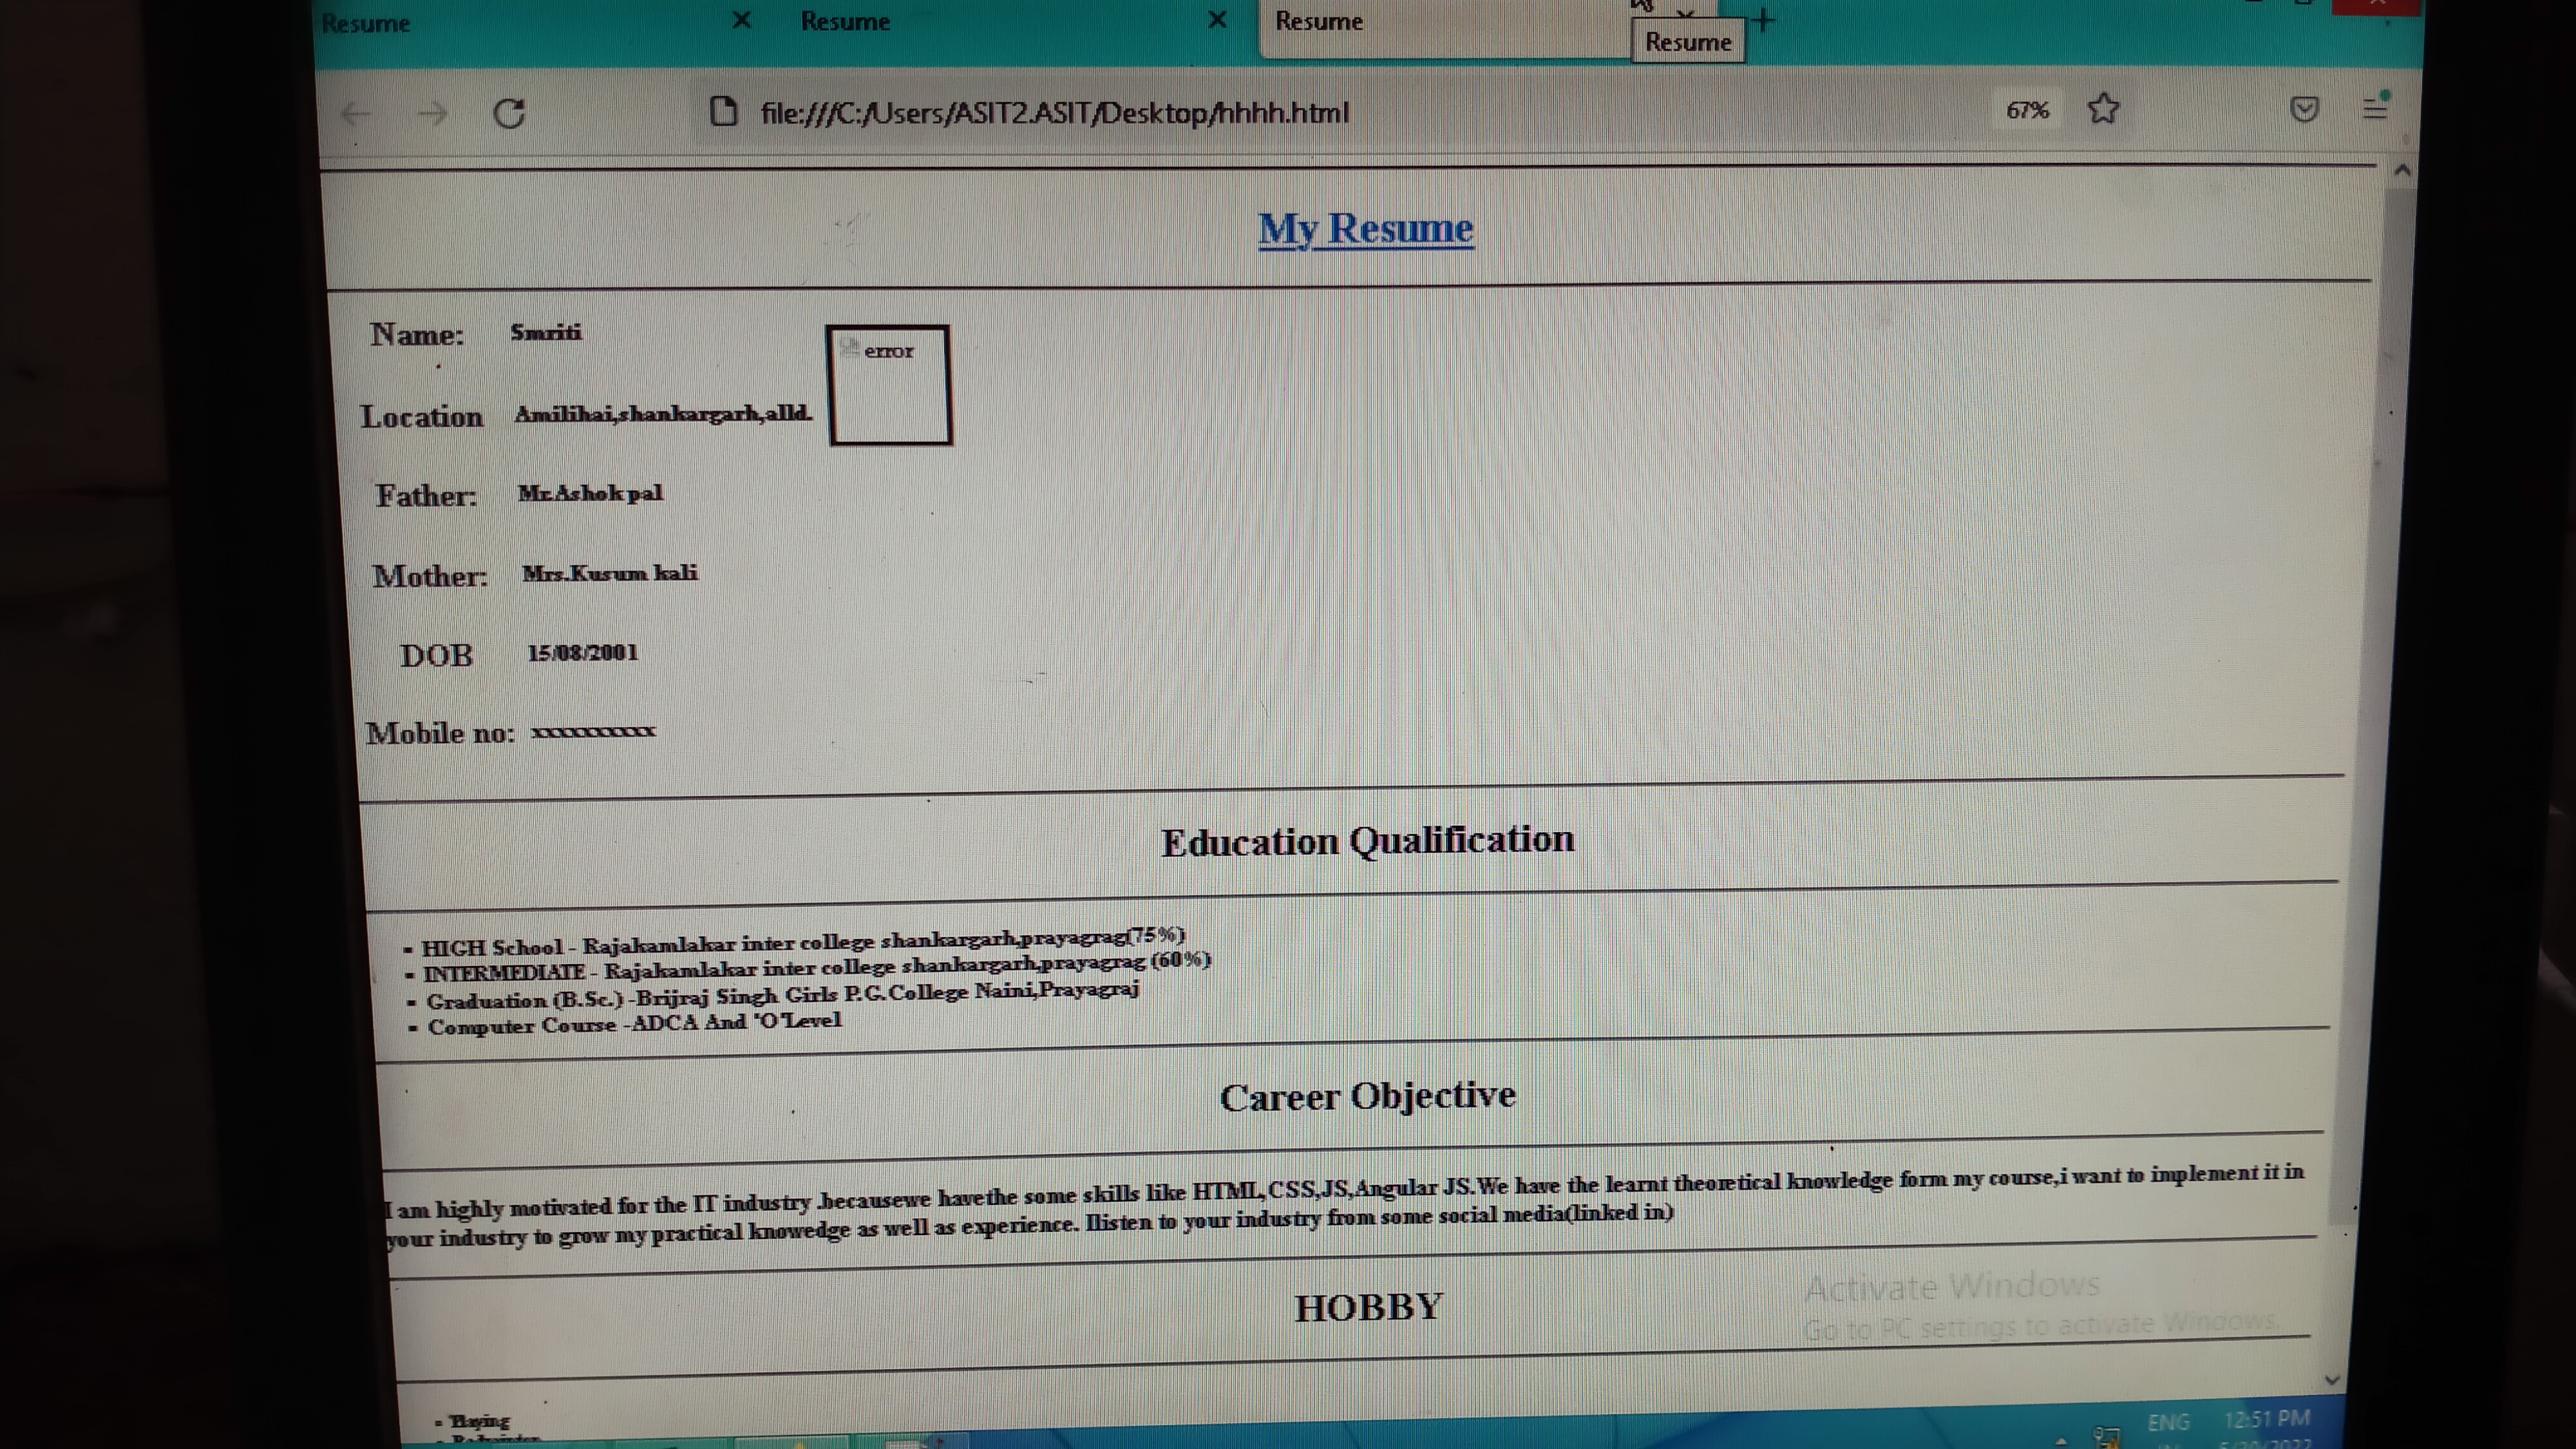 Resume
Resume
Resume
Resume
file:///C:/Users/ASIT2.ASIT/Desktop/hhhh.html
67%
My Resume
Name: Smriti
error
Location Amilihai,shankargarh,alld.
Father: Mr.Ashok pal
Mother: Mrs.Kusum kali
DOB 15/08/2001
Mobile no: xxxxxxxxxx
Education Qualification
▪ HIGH School - Rajakamlakar inter college shankargarh,prayagrag(75%)
▪ INTERMEDIATE - Rajakamlakar inter college shankargarh,prayagrag (60%)
▪ Graduation (B.Sc.) -Brijraj Singh Girls P.G.College Naini,Prayagraj
▪ Computer Course -ADCA And "O"Level
Career Objective
I am highly motivated for the IT industry .becausewe havethe some skills like HTML,CSS,JS,Angular JS.We have the learnt theoretical knowledge form my course,i want to implement it in
your industry to grow my practical knowedge as well as experience. Ilisten to your industry from some social media(linked in)
HOBBY
Activate Windows
Go to PC settings to activate Windows.
▪ Playing
ENG 12:51 PM